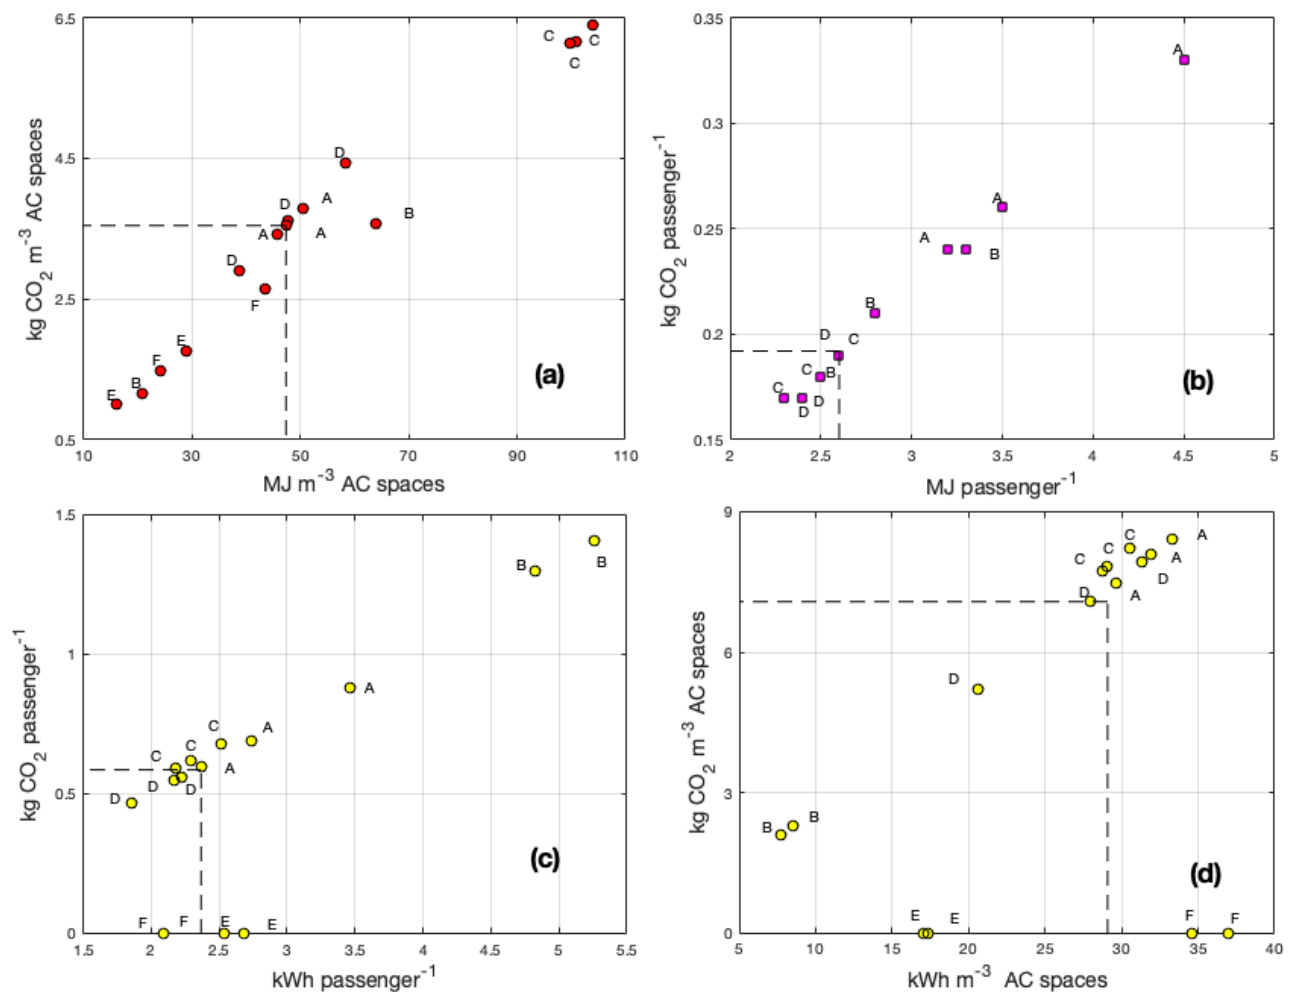 6.5
4.5
2.5
0.5
kg CO2 m-3 AC spaces
C
C
C
D
D
A
B
A
A
D
F
E
F
B
E
(a)
10
30
50
70
90
110
MJ m-3 AC spaces
0.35
0.3
0.25
0.2
0.15
kg CO2 passenger-1
A
A
A
B
B
D
C
C
B
C
D
D
(b)
2
2.5
3
3.5
4
4.5
5
MJ passenger-1
1.5
1
0.5
0
kg CO2 passenger-1
B
B
A
C
A
C
C
A
D
D
D
(c)
F
F
E
E
1.5
2
2.5
3
3.5
4
4.5
5
5.5
kWh passenger-1
9
6
3
0
kg CO2 m-3 AC spaces
C
A
C
C
A
D
D
A
D
B
B
(d)
E
E
F
F
5
10
15
20
25
30
35
40
kWh m-3 AC spaces